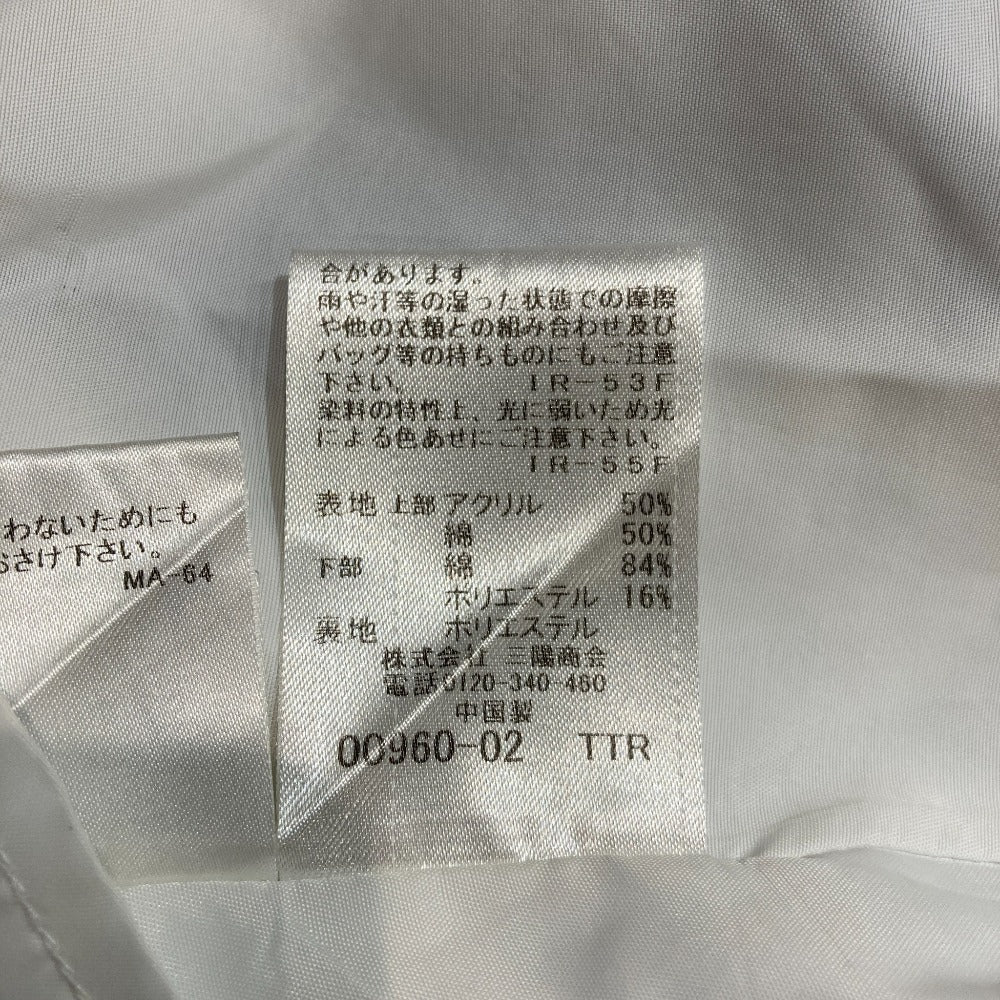 合があります。
雨や汗等の湿った状態での摩擦
や他の衣類との組み合わせ及び
バッグ等の持ちものにもご注意
下さい。 IR-53F
染料の特性上、光に弱いため光
による色あせにご注意下さい。
IR-55F
表地 上部 アクリル 50%
綿 50%
下部 綿 84%
ポリエステル 16%
裏地 ポリエステル
株式会社 三陽商会
電話0120-340-460
中国製
00960-02 TTR
わないためにも
おさけ下さい。
MA-64